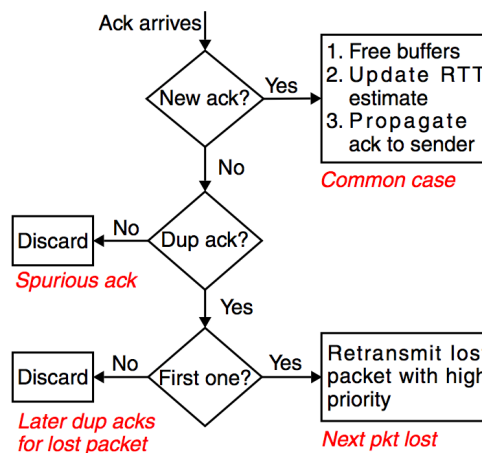 Ack arrives
New ack?
Yes
1. Free buffers
2. Update RTT
estimate
3. Propagate
ack to sender
Common case
No
Dup ack?
No
Discard
Spurious ack
Yes
First one?
No
Discard
Later dup acks
for lost packet
Yes
Retransmit lost
packet with high
priority
Next pkt lost